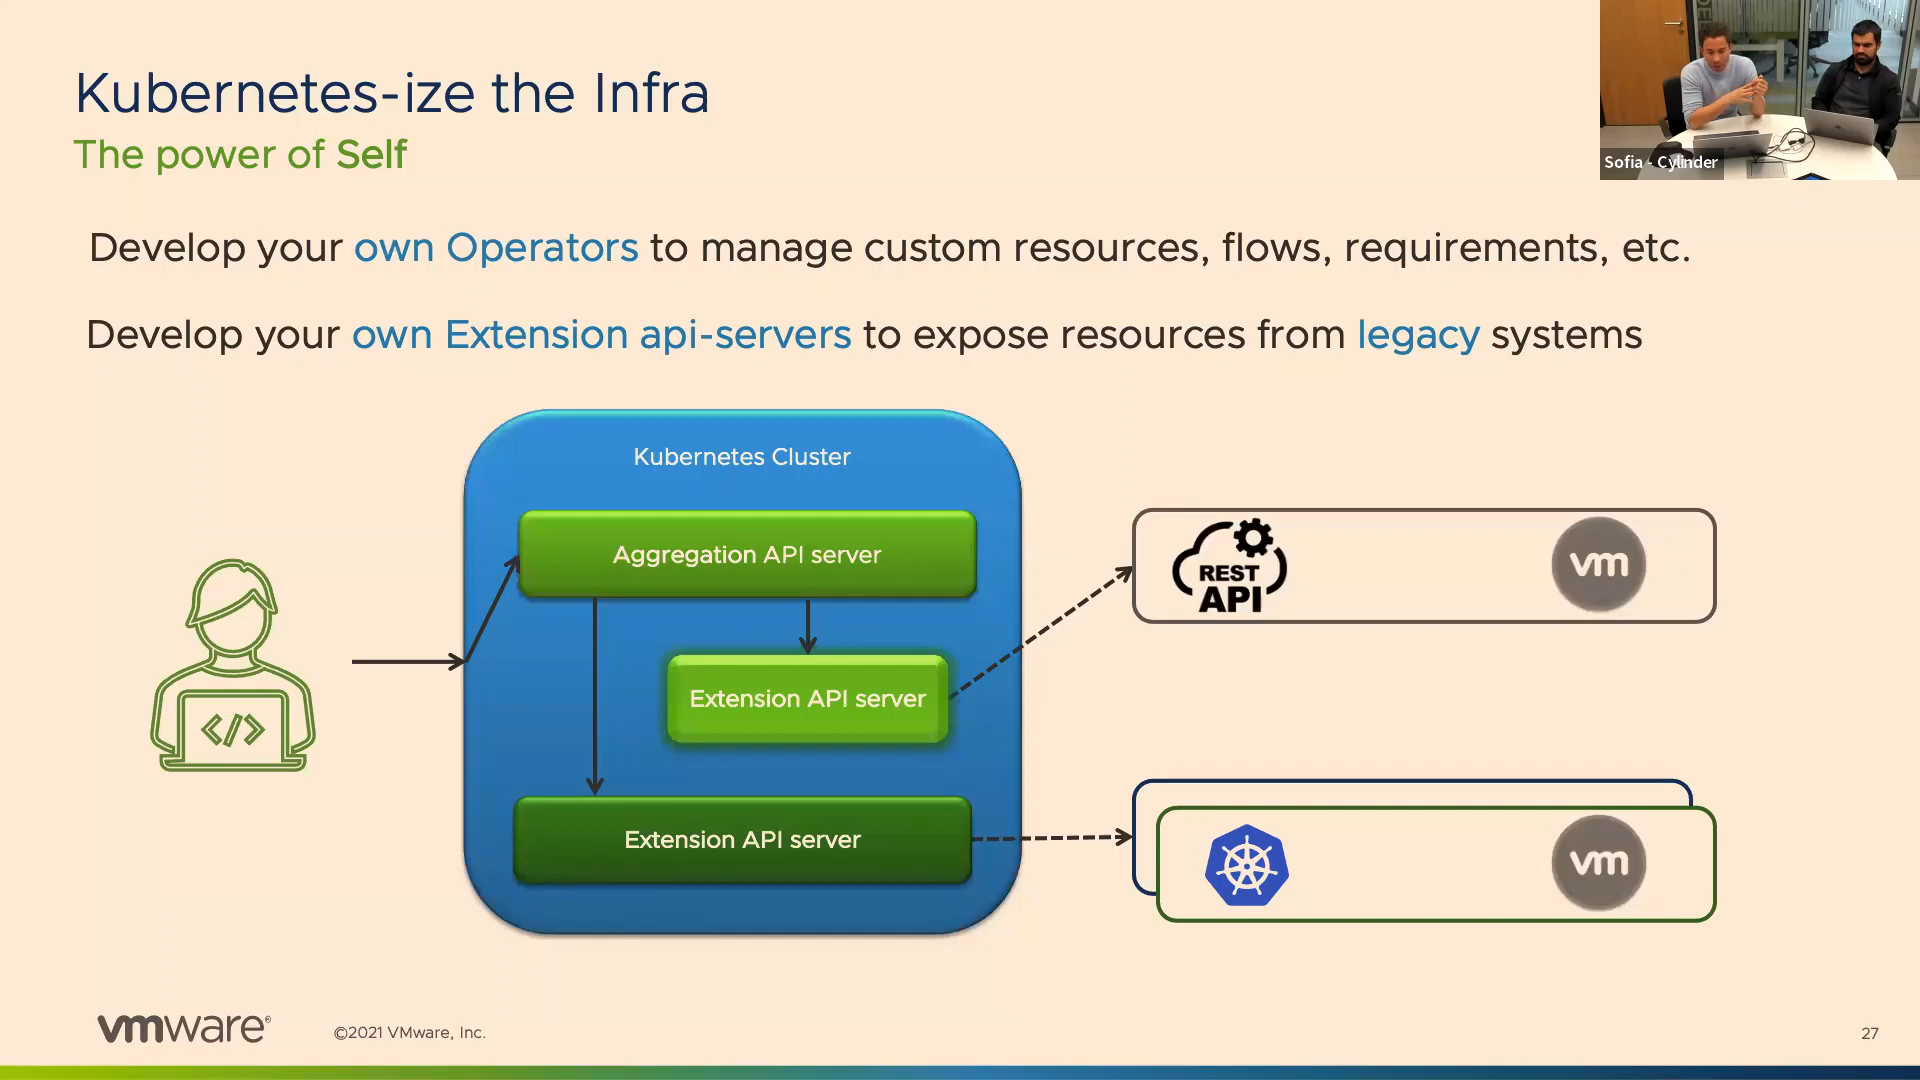 Kubernetes-ize the Infra
The power of Self
Sofia - Cylinder
Develop your own Operators to manage custom resources, flows, requirements, etc.
Develop your own Extension api-servers to expose resources from legacy systems
Kubernetes Cluster
Aggregation API server
Extension API server
Extension API server
</>
REST
API
vm
vm
vmware®
©2021 VMware, Inc.
27